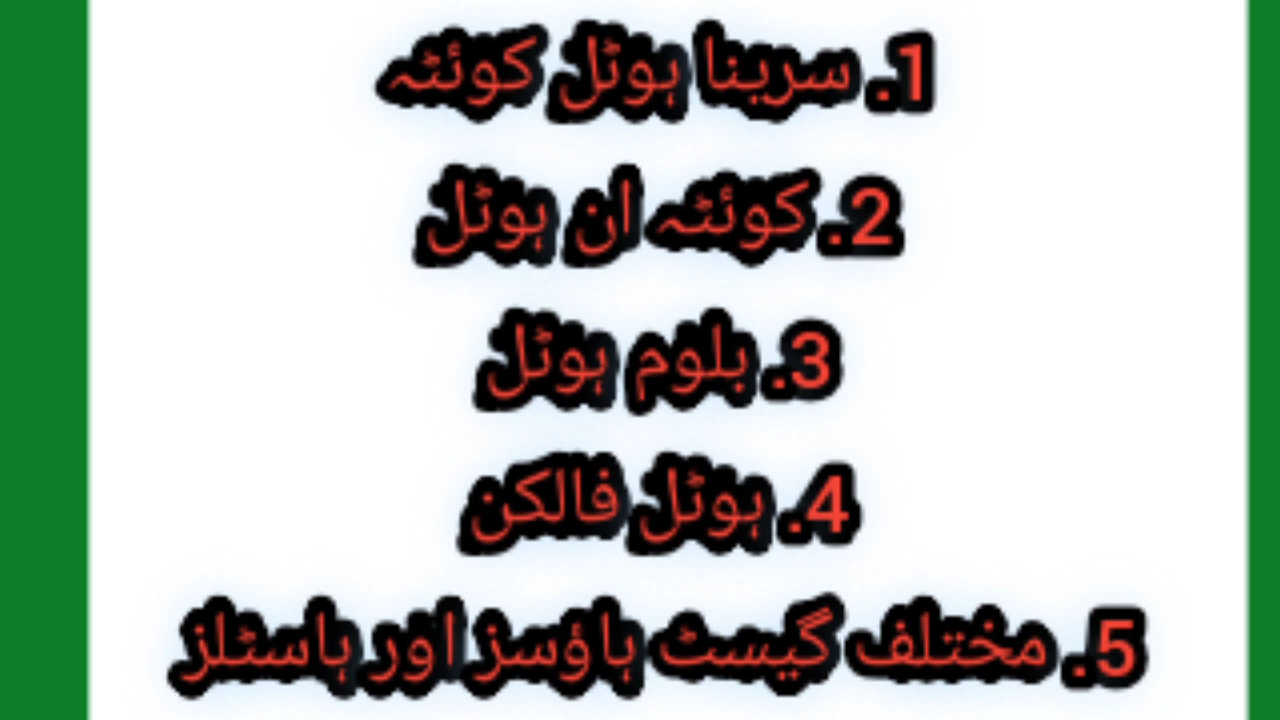 1. سرینا ہوٹل کوئٹہ
2. کوئٹہ ان ہوٹل
3. بلوم ہوٹل
4. ہوٹل فالکن
5. مختلف گیسٹ ہاؤسز اور ہاسٹلز